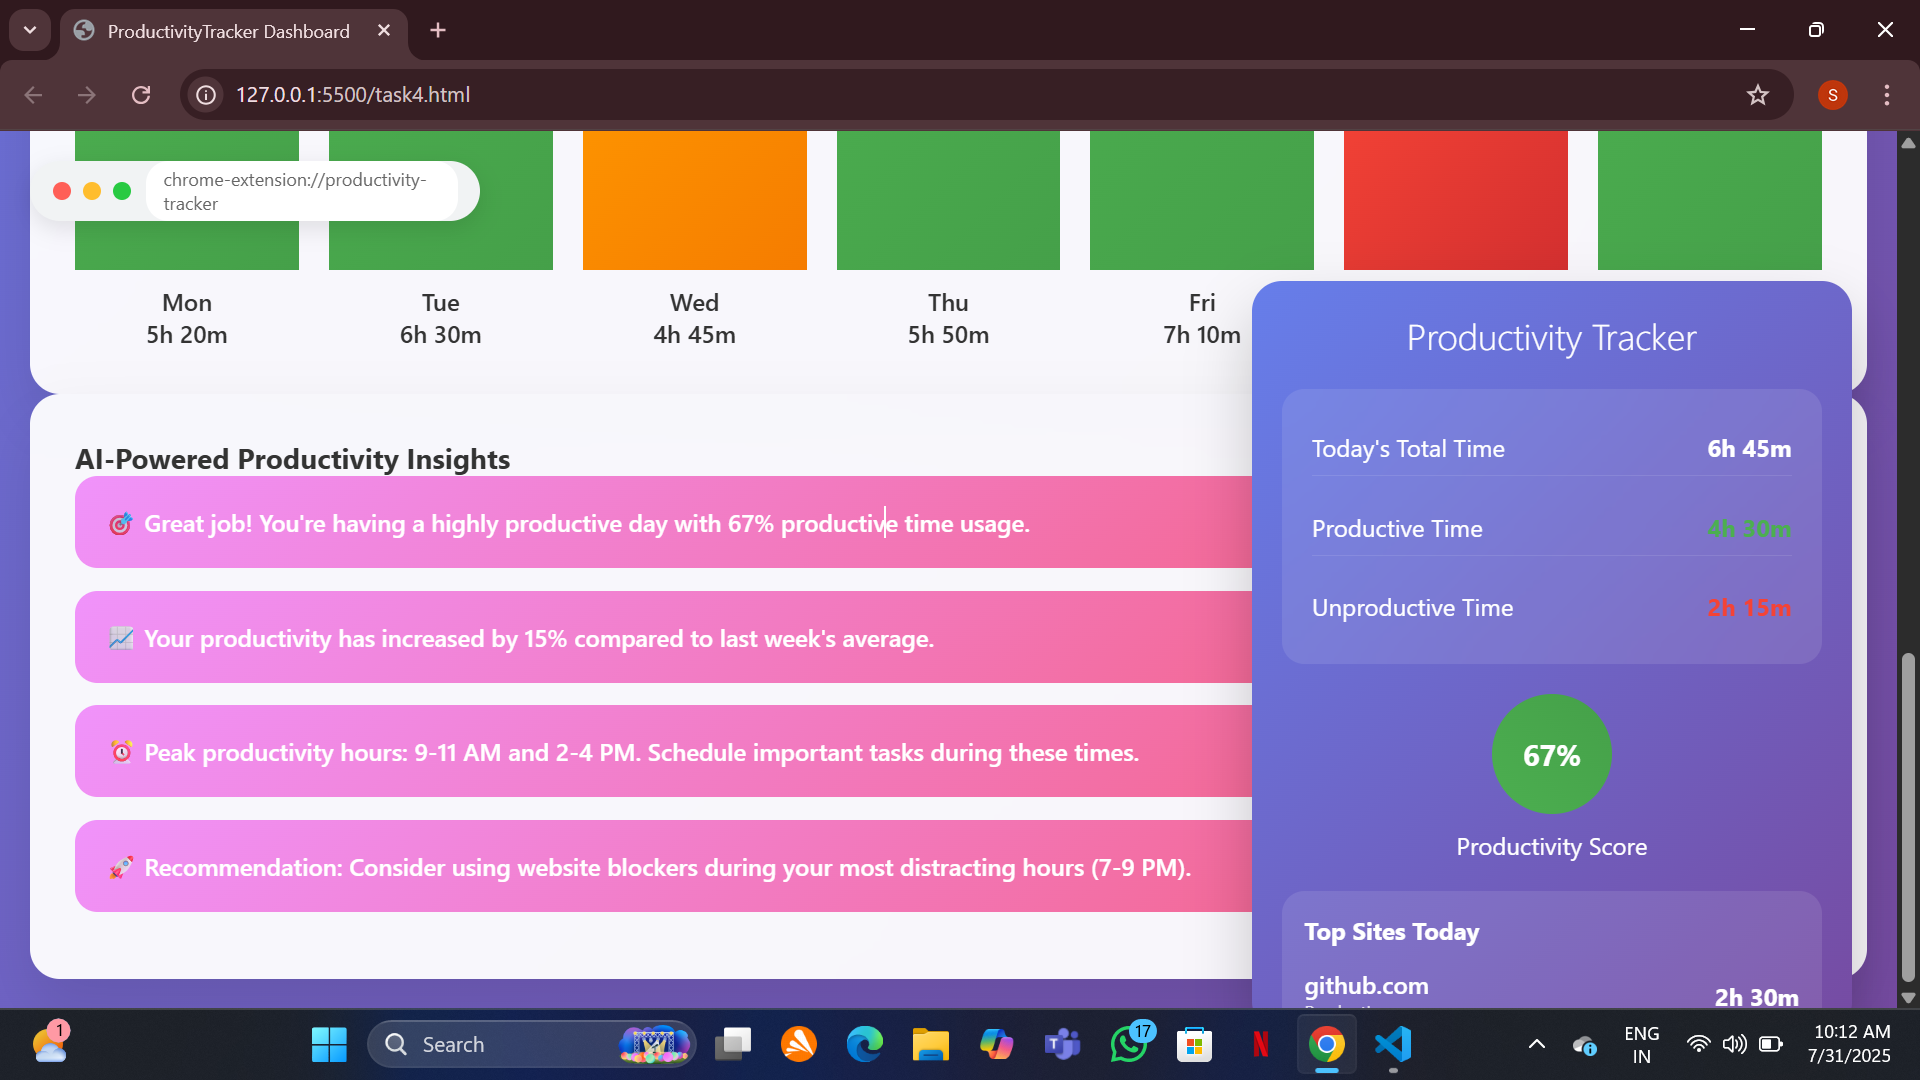 ProductivityTracker Dashboard
127.0.0.1:5500/task4.html
chrome-extension://productivity-
tracker
Mon
5h 20m
Tue
6h 30m
Wed
4h 45m
Thu
5h 50m
Fri
7h 10m
AI-Powered Productivity Insights
🎯 Great job! You're having a highly productive day with 67% productive time usage.
📈 Your productivity has increased by 15% compared to last week's average.
⏰ Peak productivity hours: 9-11 AM and 2-4 PM. Schedule important tasks during these times.
🚀 Recommendation: Consider using website blockers during your most distracting hours (7-9 PM).
Productivity Tracker
Today's Total Time 6h 45m
Productive Time 4h 30m
Unproductive Time 2h 15m
67%
Productivity Score
Top Sites Today
github.com
2h 30m
S
1
Search
17
N
ENG
IN
10:12 AM
7/31/2025